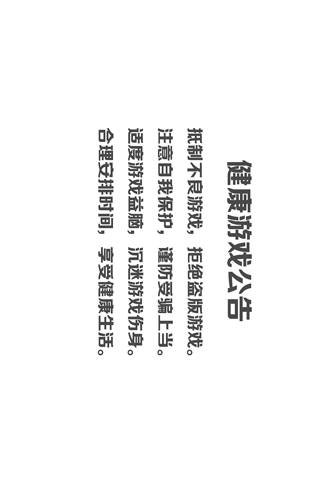 健康游戏公告
抵制不良游戏，拒绝盗版游戏。
注意自我保护，谨防受骗上当。
适度游戏益脑，沉迷游戏伤身。
合理安排时间，享受健康生活。